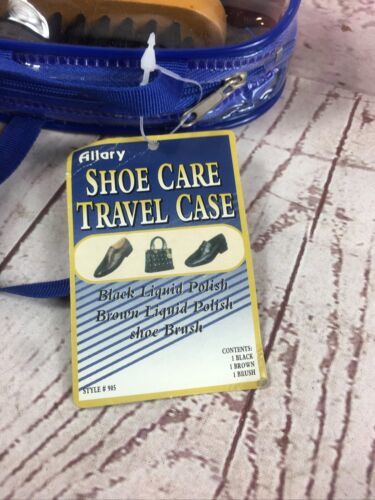 Allary
SHOE CARE
TRAVEL CASE
Black Liquid Polish
Brown Liquid Polish
shoe Brush
CONTENTS:
1 BLACK
1 BROWN
1 BRUSH
STYLE # 905